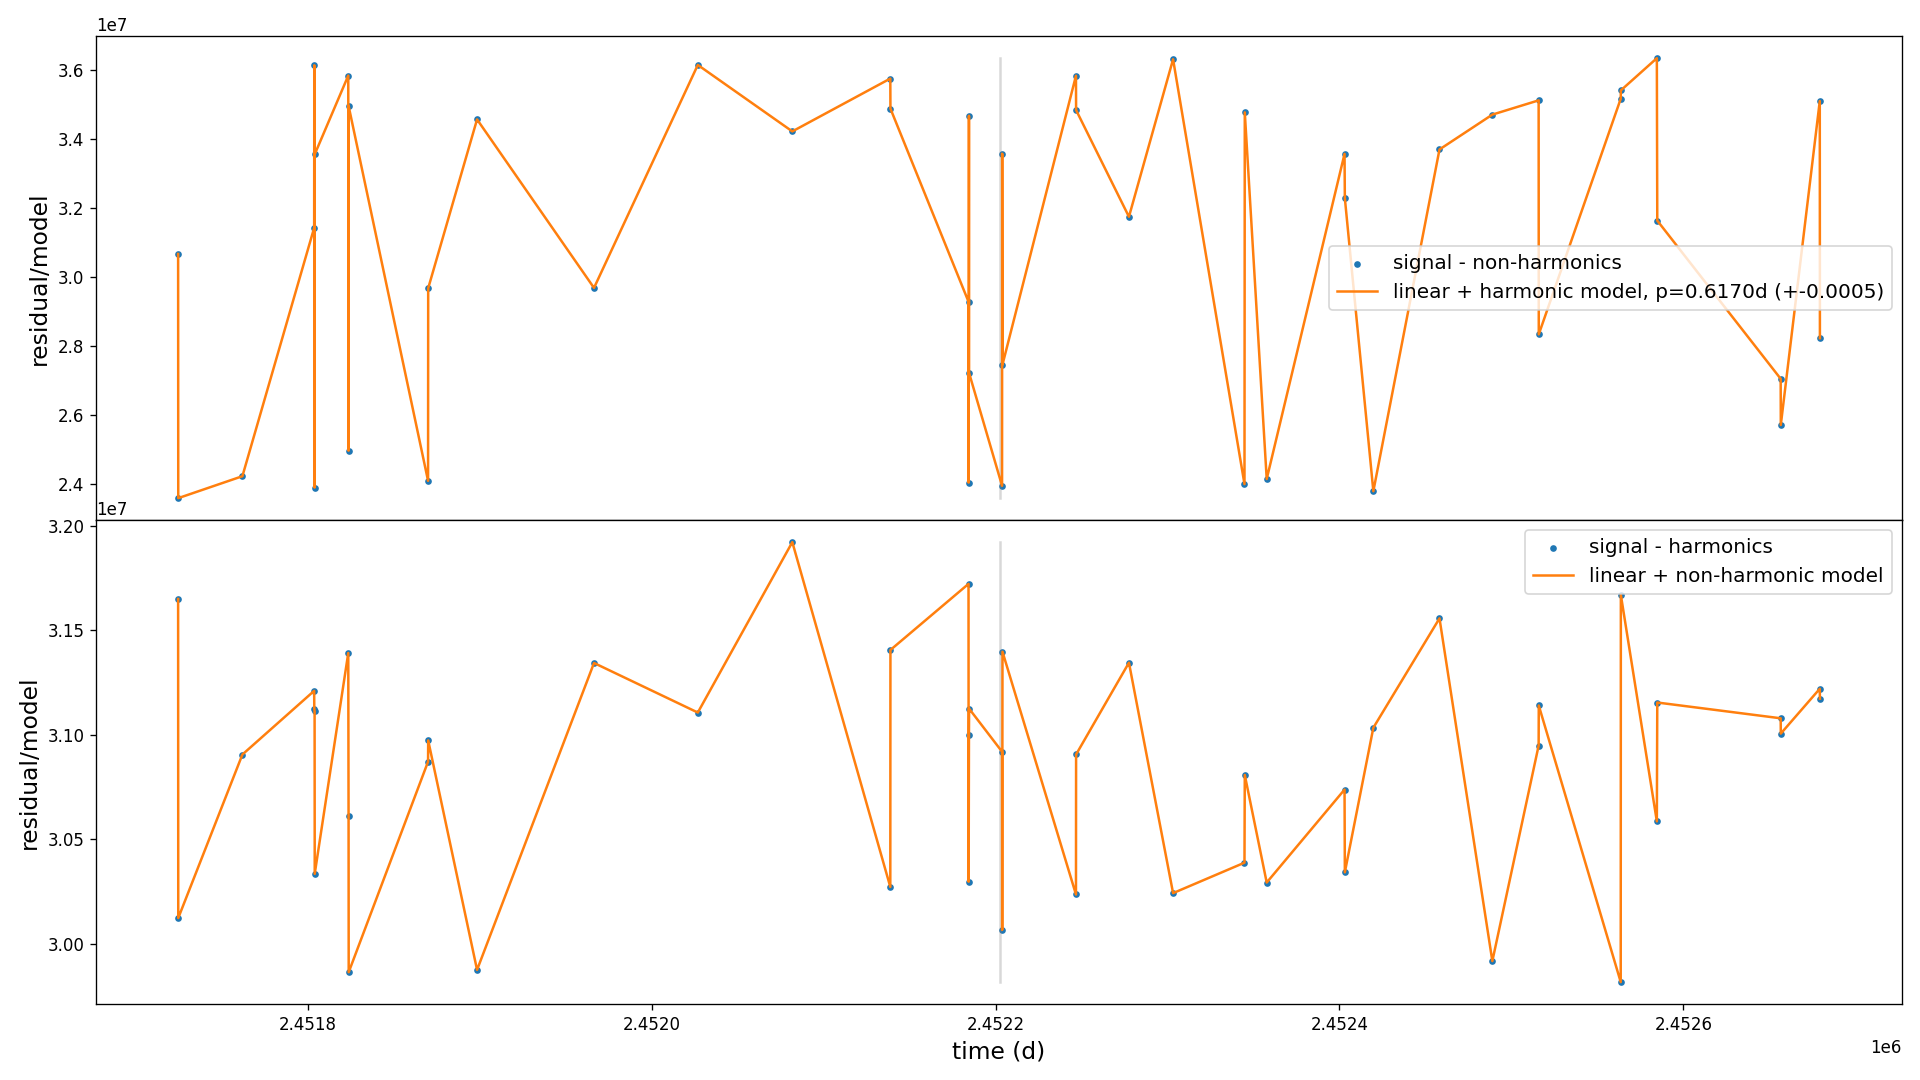 1e7
3.6
3.4
3.2
3.0
2.8
2.6
2.4
residual/model
signal - non-harmonics
linear + harmonic model, p=0.6170d (+-0.0005)
1e7
3.20
3.15
3.10
3.05
3.00
residual/model
signal - harmonics
linear + non-harmonic model
2.4518
2.4520
2.4522
2.4524
2.4526
1e6
time (d)